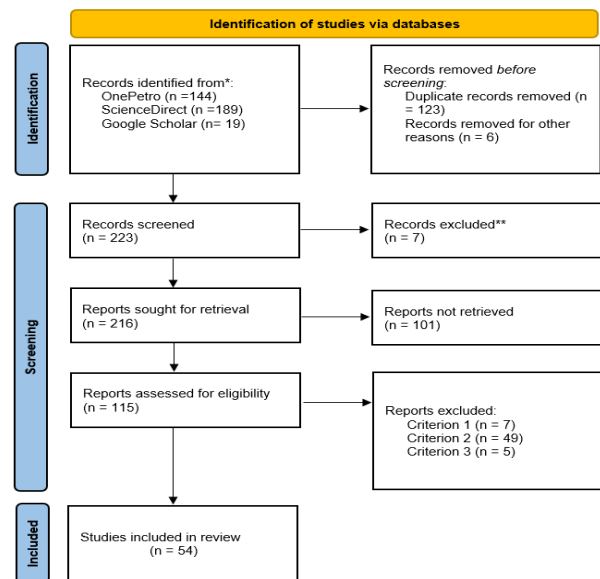 Identification of studies via databases
Identification
Records identified from*:
OnePetro (n =144)
ScienceDirect (n =189)
Google Scholar (n= 19)
Records removed before
screening:
Duplicate records removed (n
= 123)
Records removed for other
reasons (n = 6)
Screening
Records screened
(n = 223)
Records excluded**
(n = 7)
Reports sought for retrieval
(n = 216)
Reports not retrieved
(n = 101)
Reports assessed for eligibility
(n = 115)
Reports excluded:
Criterion 1 (n = 7)
Criterion 2 (n = 49)
Criterion 3 (n = 5)
Included
Studies included in review
(n = 54)